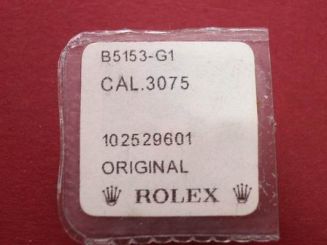 B5153-G1
CAL.3075
102529601
ORIGINAL
ROLEX